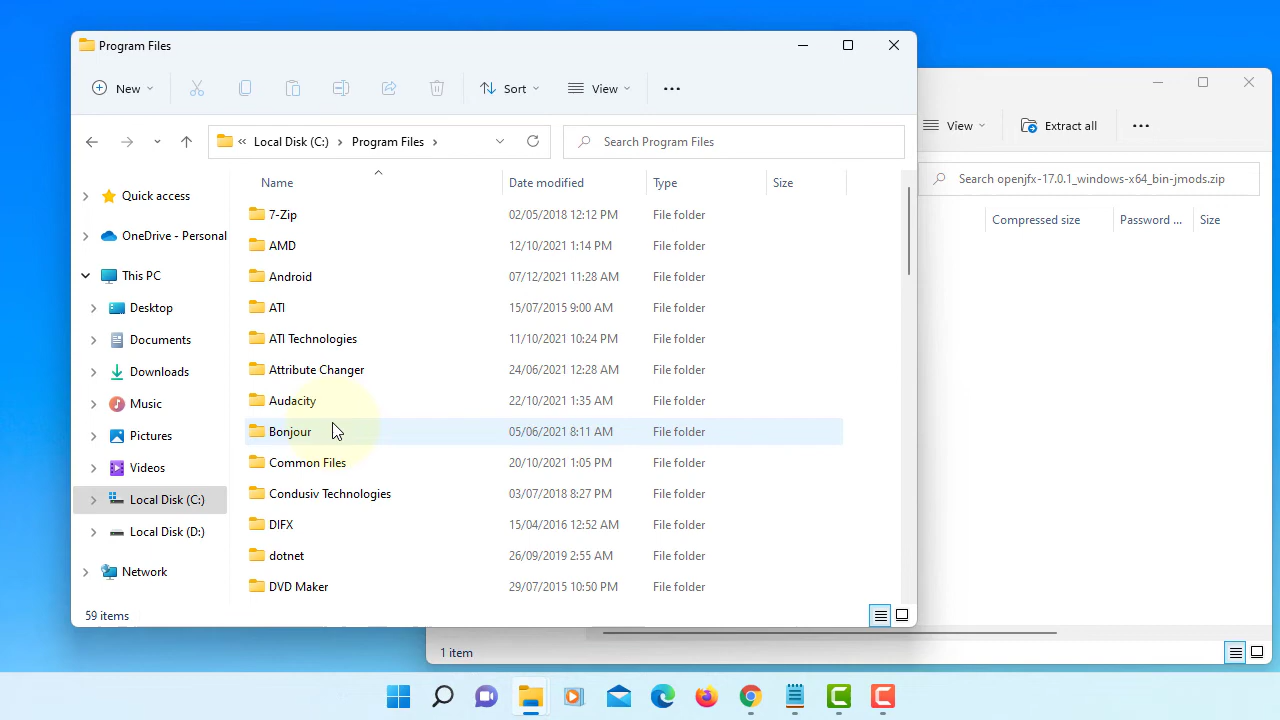 Program Files
New
Sort
View
« Local Disk (C:) > Program Files >
Search Program Files
Name
Date modified
Type
Size
Quick access
OneDrive - Personal
This PC
Desktop
Documents
Downloads
Music
Pictures
Videos
Local Disk (C:)
Local Disk (D:)
Network
7-Zip 02/05/2018 12:12 PM File folder
AMD 12/10/2021 1:14 PM File folder
Android 07/12/2021 11:28 AM File folder
ATI 15/07/2015 9:00 AM File folder
ATI Technologies 11/10/2021 10:24 PM File folder
Attribute Changer 24/06/2021 12:28 AM File folder
Audacity 22/10/2021 1:35 AM File folder
Bonjour 05/06/2021 8:11 AM File folder
Common Files 20/10/2021 1:05 PM File folder
Condusiv Technologies 03/07/2018 8:27 PM File folder
DIFX 15/04/2016 12:52 AM File folder
dotnet 26/09/2019 2:55 AM File folder
DVD Maker 29/07/2015 10:50 PM File folder
59 items
View
Extract all
Search openjfx-17.0.1_windows-x64_bin-jmods.zip
Compressed size
Password ...
Size
1 item